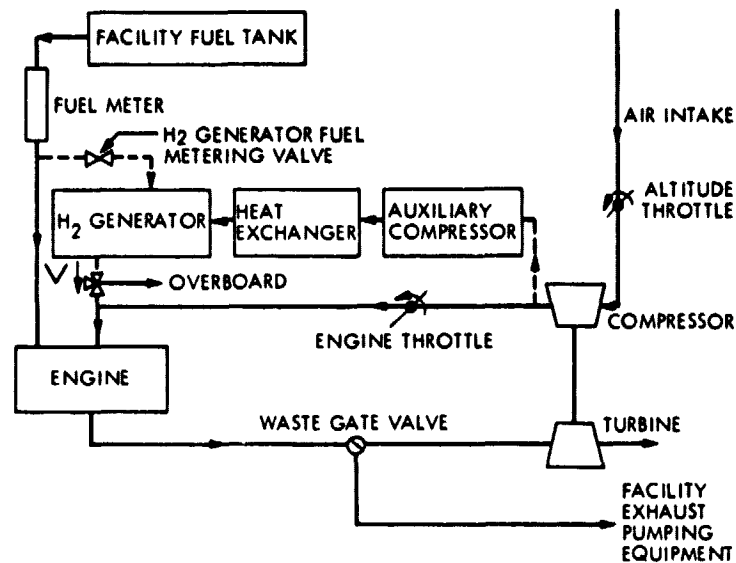 FACILITY FUEL TANK
FUEL METER
H2 GENERATOR FUEL
METERING VALVE
AIR INTAKE
ALTITUDE
THROTTLE
H2 GENERATOR
HEAT
EXCHANGER
AUXILIARY
COMPRESSOR
OVERBOARD
ENGINE THROTTLE
COMPRESSOR
ENGINE
WASTE GATE VALVE
TURBINE
FACILITY
EXHAUST
PUMPING
EQUIPMENT